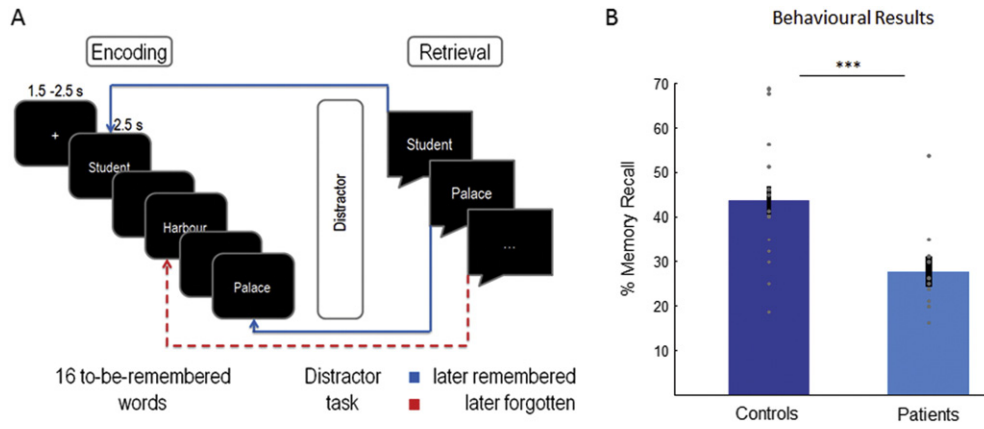 A
Encoding
Retrieval
1.5 -2.5 s
+
2.5 s
Student
Harbour
Palace
Distractor
Student
Palace
...
16 to-be-remembered
words
Distractor
task
later remembered
later forgotten
B
Behavioural Results
***
% Memory Recall
70
60
50
40
30
20
10
Controls
Patients